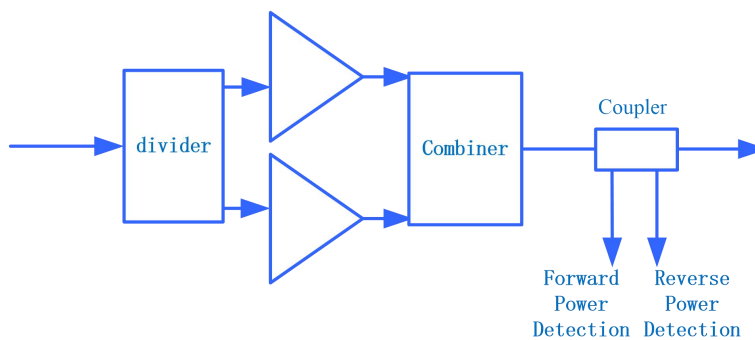 divider
Combiner
Coupler
Forward
Power
Detection
Reverse
Power
Detection